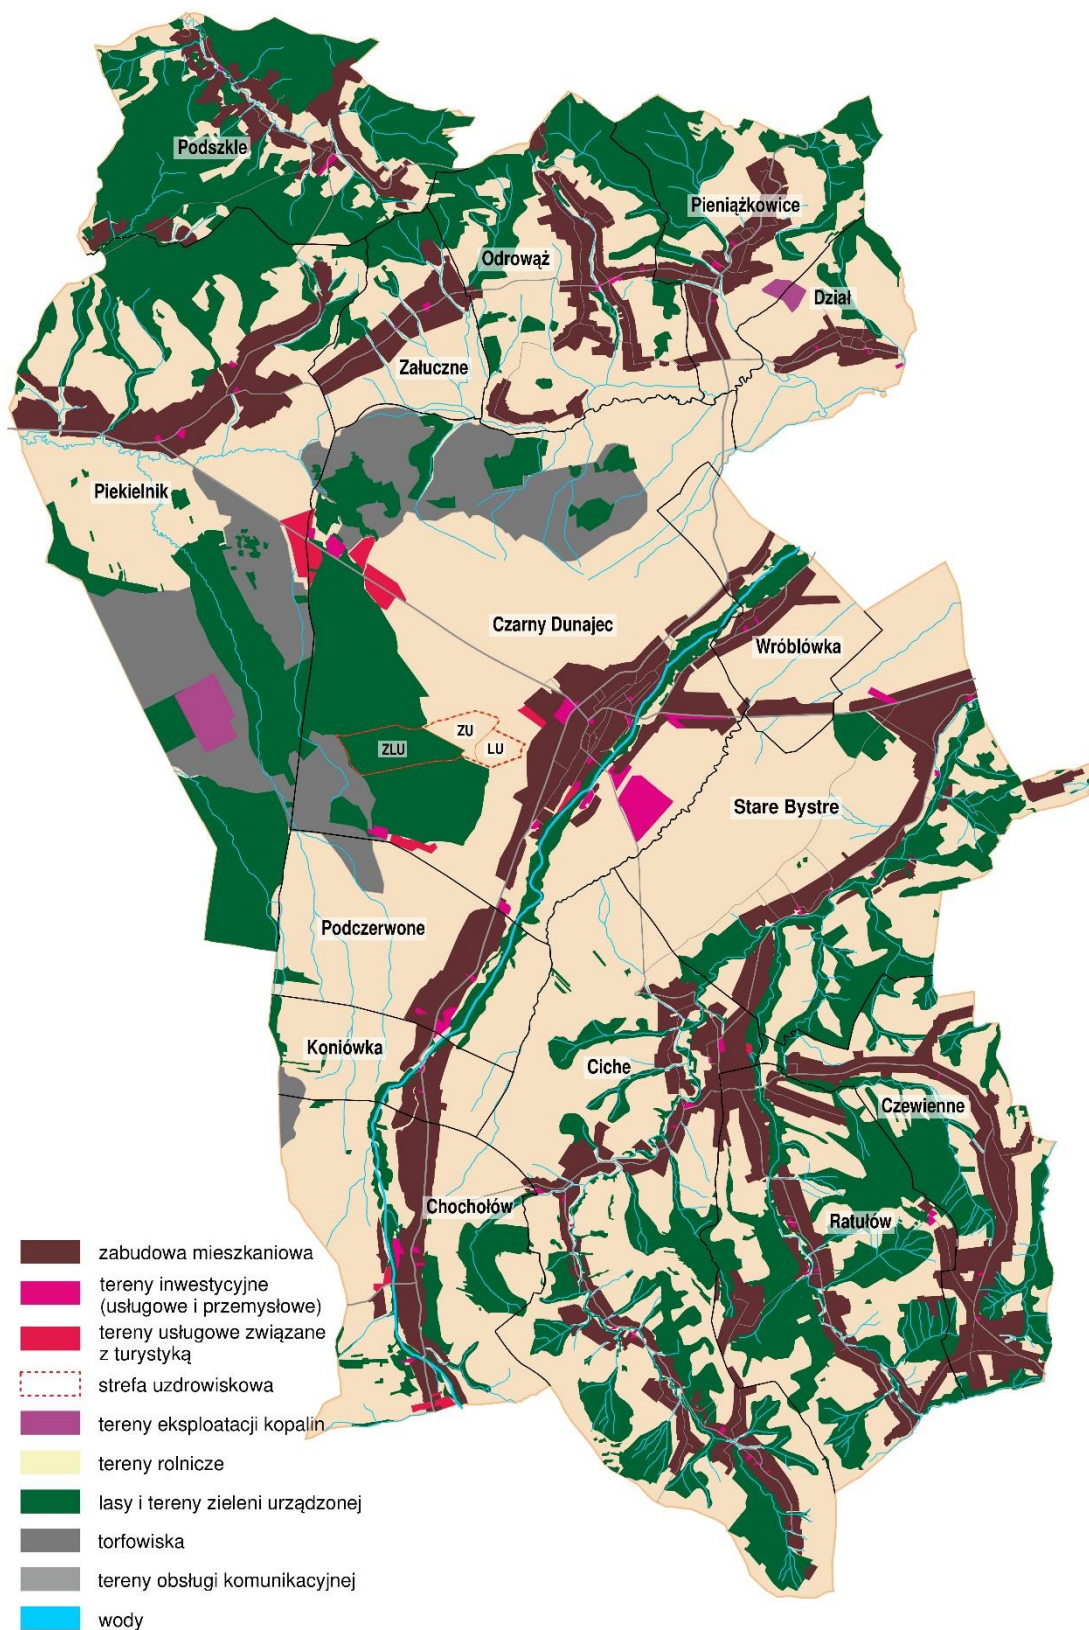 Podszkle
Pieniążkowice
Odrowąż
Dział
Załuczne
Piekielnik
Czarny Dunajec
Wróblówka
ZU
ZLU
LU
Stare Bystre
Podczerwone
Koniówka
Ciche
Czewienne
Chochołów
Ratułów
zabudowa mieszkaniowa
tereny inwestycyjne
(usługowe i przemysłowe)
tereny usługowe związane
z turystyką
strefa uzdrowiskowa
tereny eksploatacji kopalin
tereny rolnicze
lasy i tereny zieleni urządzonej
torfowiska
tereny obsługi komunikacyjnej
wody